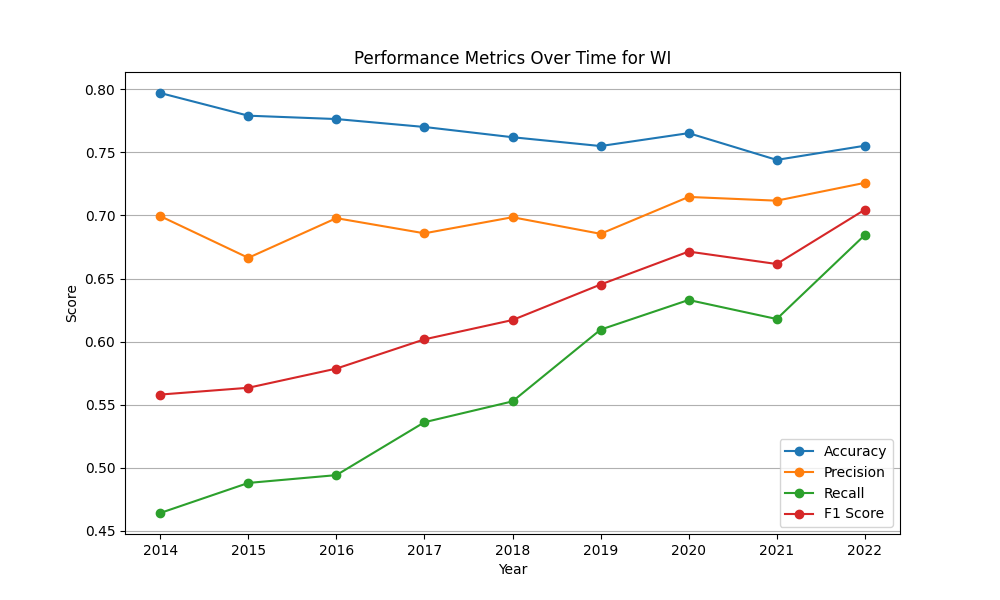 Performance Metrics Over Time for WI
Score
0.80
0.75
0.70
0.65
0.60
0.55
0.50
0.45
Accuracy
Precision
Recall
F1 Score
2014 2015 2016 2017 2018 2019 2020 2021 2022
Year